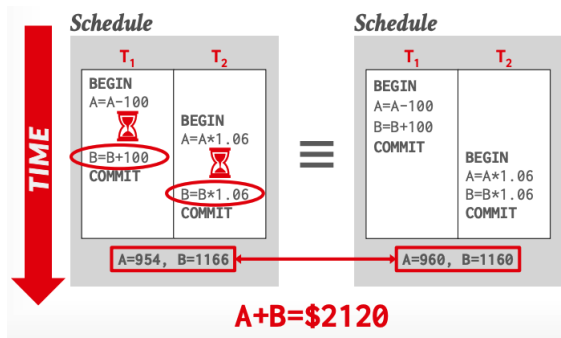 Schedule
Schedule
TIME
T1
T2
BEGIN
A=A-100
B=B+100
COMMIT
BEGIN
A=A*1.06
B=B*1.06
COMMIT
A=954, B=1166
≡
T1
T2
BEGIN
A=A-100
B=B+100
COMMIT
BEGIN
A=A*1.06
B=B*1.06
COMMIT
A=960, B=1160
A+B=$2120